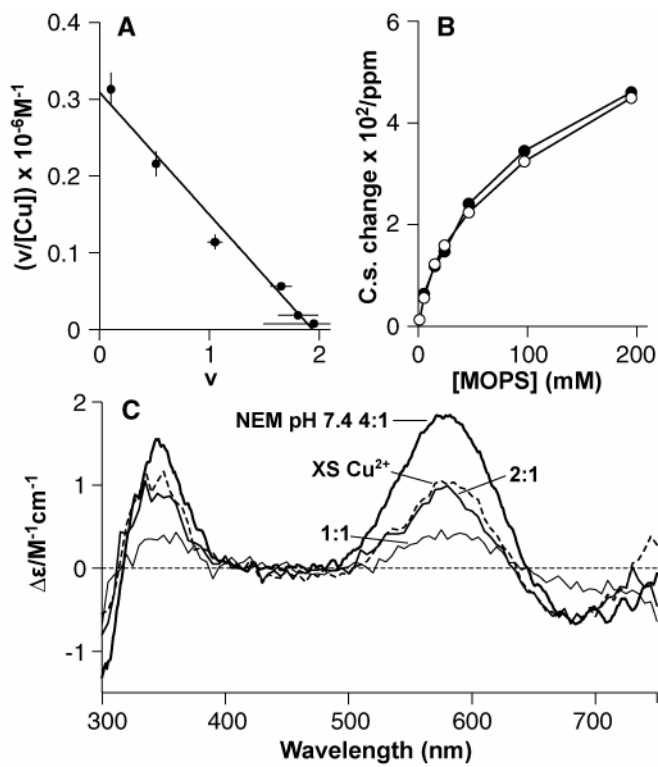 A
(v/[Cu]) x 10-6M-1
0.4
0.3
0.2
0.1
0
0
1
2
v
B
C.s. change x 10²/ppm
6
4
2
0
0
100
200
[MOPS] (mM)
C
Δε/M-1cm-1
2
1
0
-1
NEM pH 7.4 4:1
XS Cu²⁺
2:1
1:1
300
400
500
600
700
Wavelength (nm)